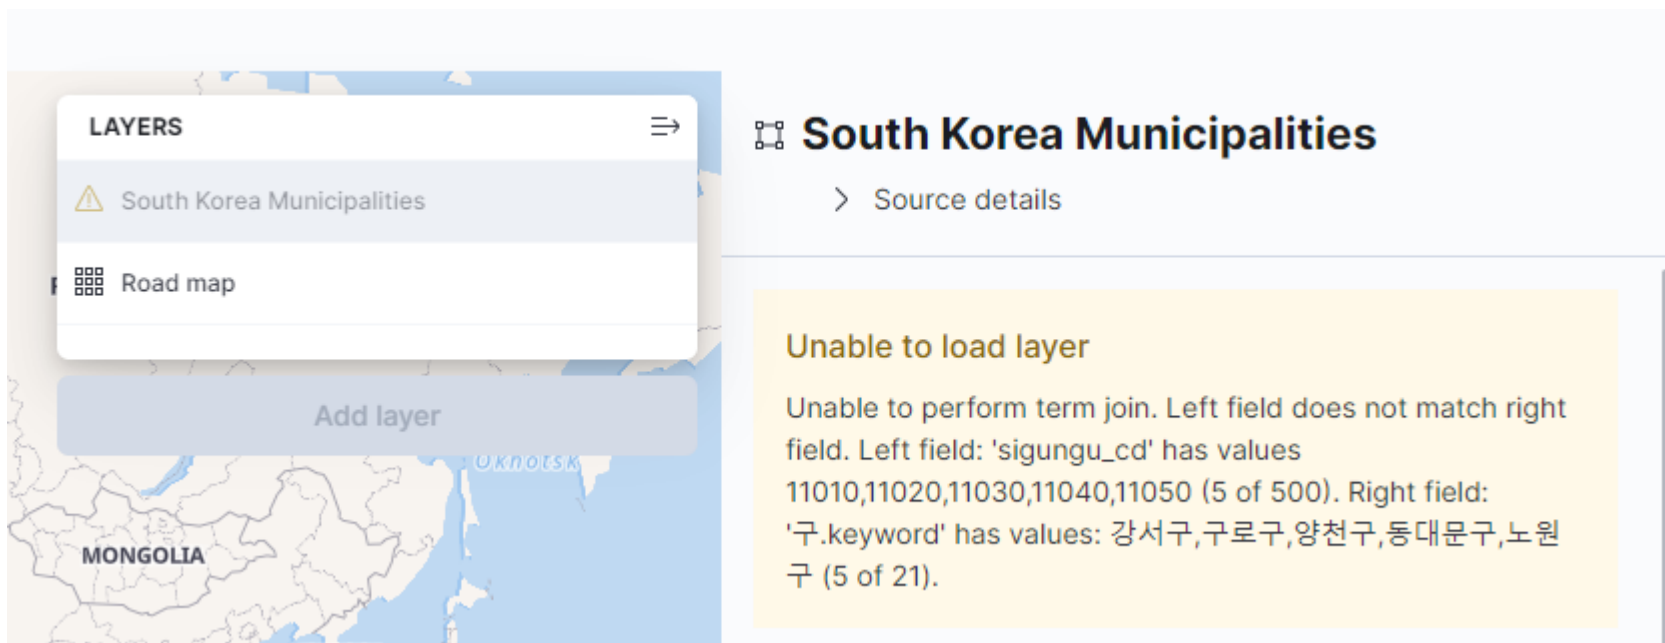 LAYERS
South Korea Municipalities
Road map
Add layer
Okhotsk
MONGOLIA
South Korea Municipalities
Source details
Unable to load layer
Unable to perform term join. Left field does not match right
field. Left field: 'sigungu_cd' has values
11010,11020,11030,11040,11050 (5 of 500). Right field:
'구.keyword' has values: 강서구,구로구,양천구,동대문구,노원
구 (5 of 21).